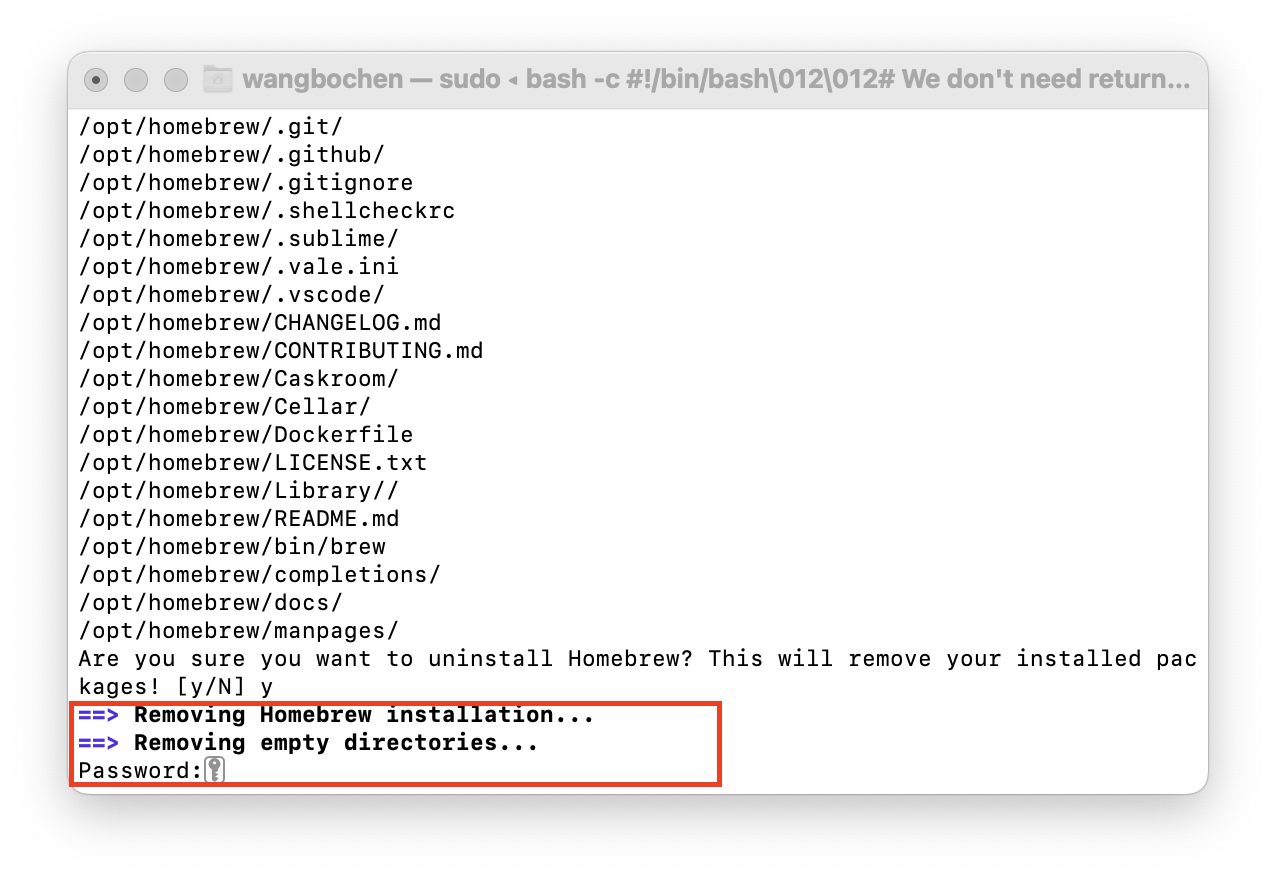 wangbochen — sudo ◂ bash -c #!/bin/bash\012\012# We don't need return...
/opt/homebrew/.git/
/opt/homebrew/.github/
/opt/homebrew/.gitignore
/opt/homebrew/.shellcheckrc
/opt/homebrew/.sublime/
/opt/homebrew/.vale.ini
/opt/homebrew/.vscode/
/opt/homebrew/CHANGELOG.md
/opt/homebrew/CONTRIBUTING.md
/opt/homebrew/Caskroom/
/opt/homebrew/Cellar/
/opt/homebrew/Dockerfile
/opt/homebrew/LICENSE.txt
/opt/homebrew/Library//
/opt/homebrew/README.md
/opt/homebrew/bin/brew
/opt/homebrew/completions/
/opt/homebrew/docs/
/opt/homebrew/manpages/
Are you sure you want to uninstall Homebrew? This will remove your installed pac
kages! [y/N] y
==> Removing Homebrew installation...
==> Removing empty directories...
Password: